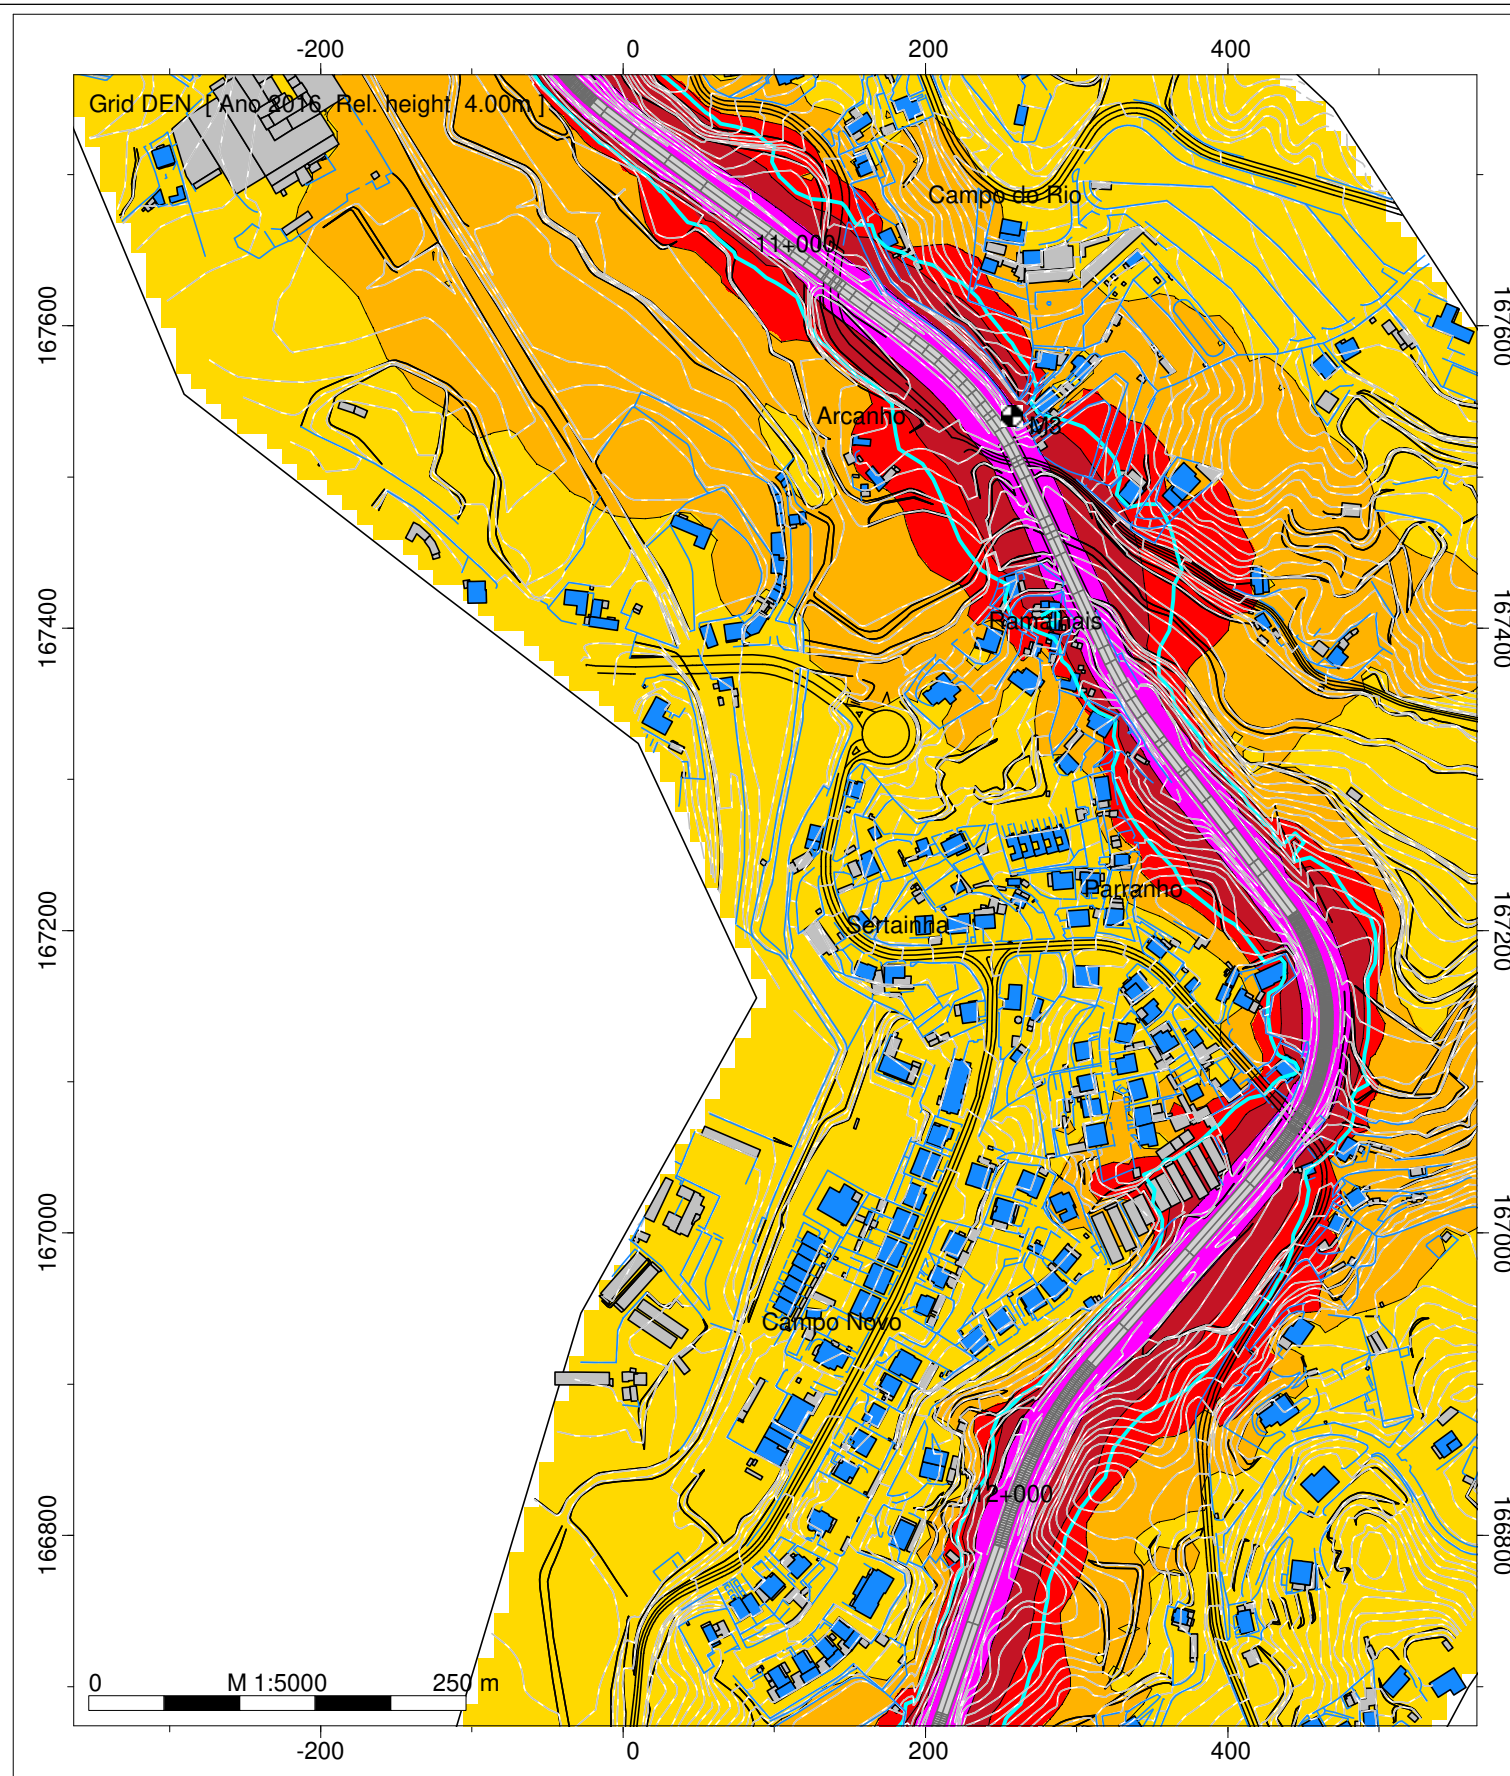 -200 0 200 400
Grid DEN [ Ano 2016, Rel. height 4.00m ]
Campo do Rio
11+000
167600 167600
Arcanho
M3
Ramalhais
167400 167400
Parranho
Sertainha
167200 167200
167000 167000
Campo Novo
12+000
166800 166800
0 M 1:5000 250 m
-200 0 200 400